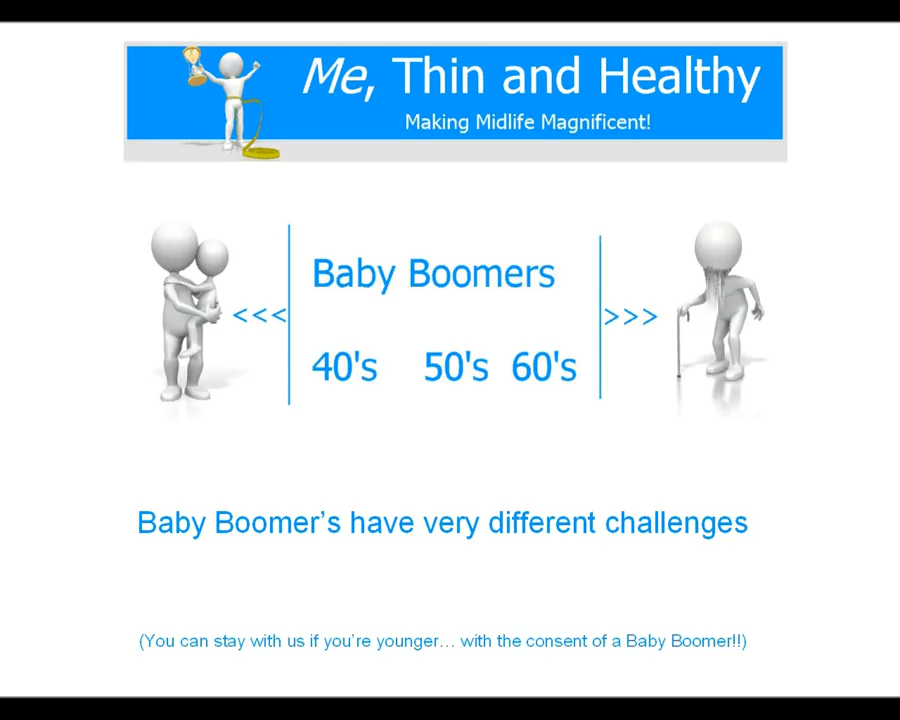 Me, Thin and Healthy
Making Midlife Magnificent!
Baby Boomers
<<<
>>>
40's 50's 60's
Baby Boomer’s have very different challenges
(You can stay with us if you’re younger… with the consent of a Baby Boomer!!)